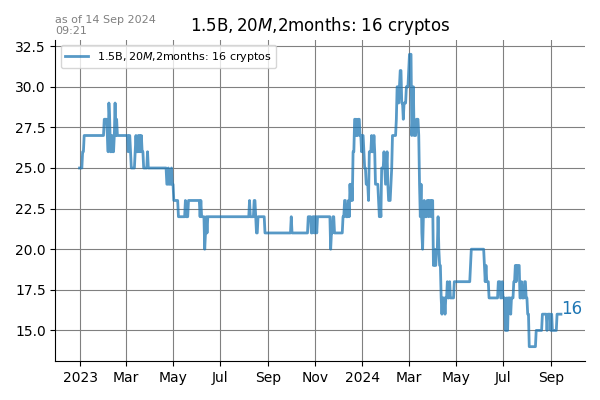 as of 14 Sep 2024
09:21
1.5B, 20M,2months: 16 cryptos
1.5B, 20M,2months: 16 cryptos
32.5
30.0
27.5
25.0
22.5
20.0
17.5
15.0
16
2023 Mar May Jul Sep Nov 2024 Mar May Jul Sep